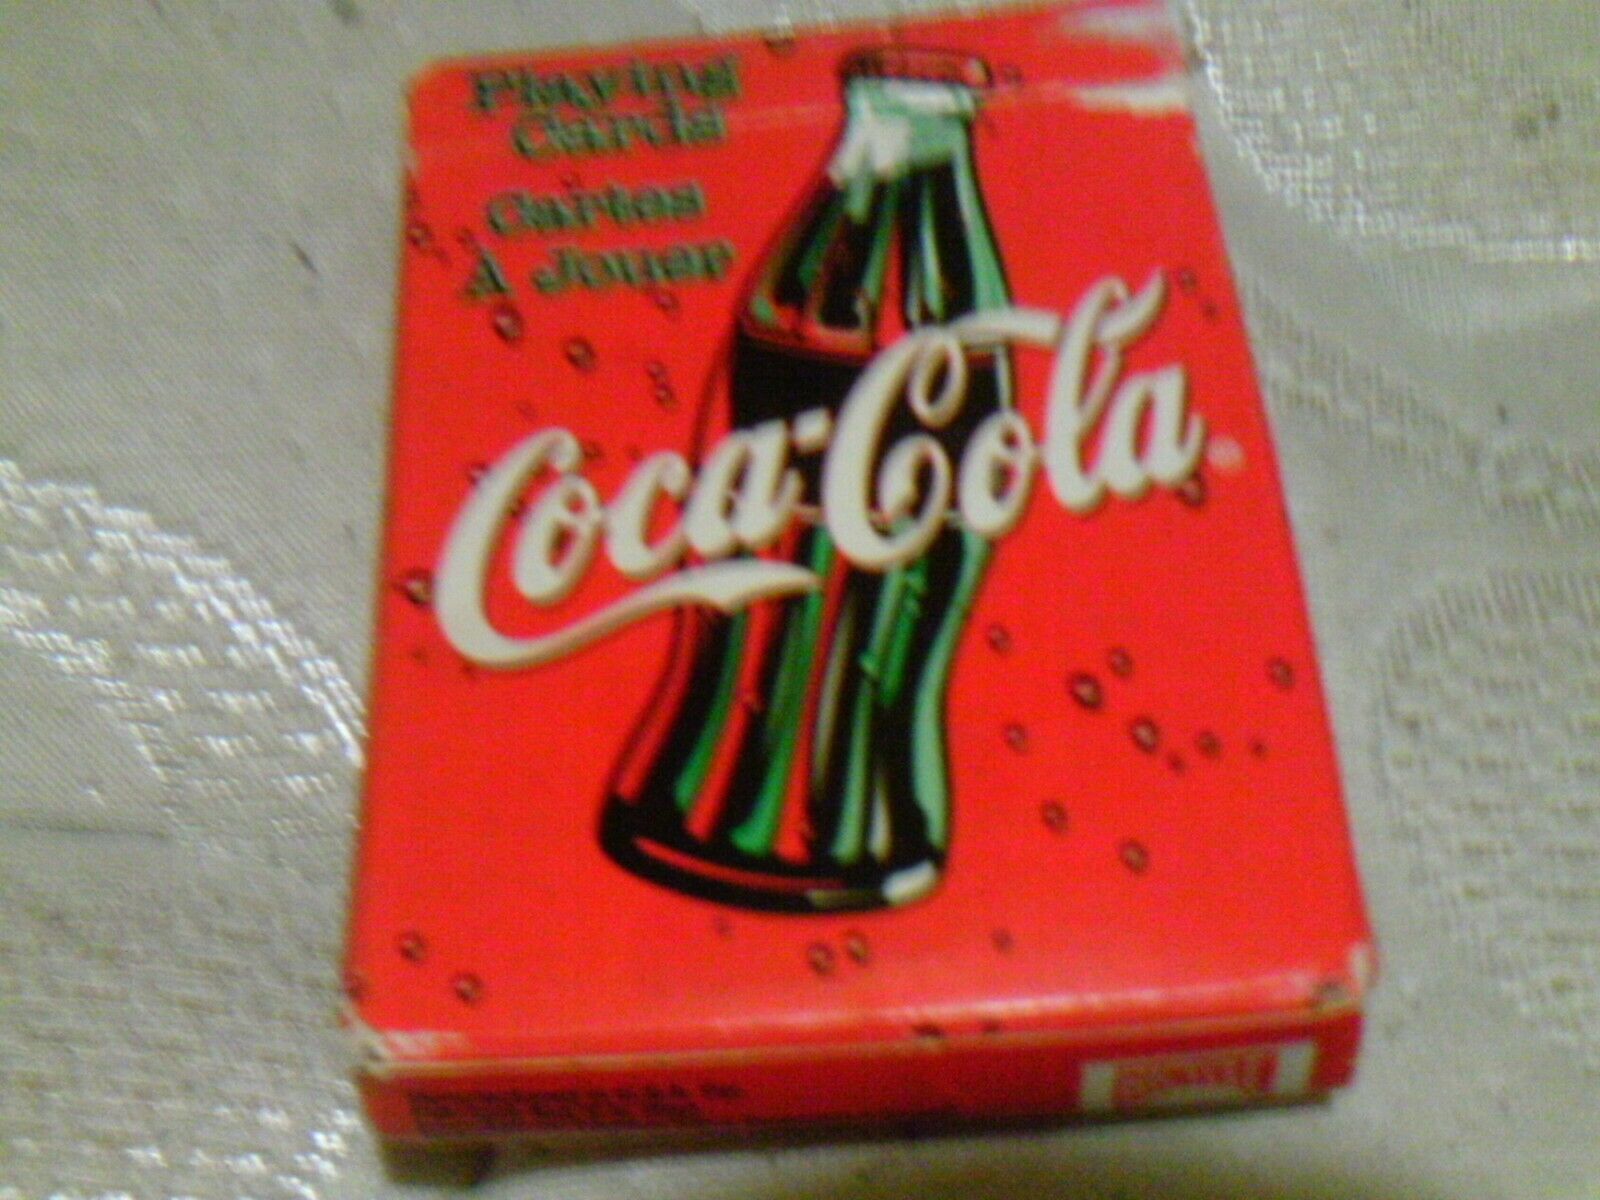 Playing
Cards
Cartes
À Jouer
Coca-Cola